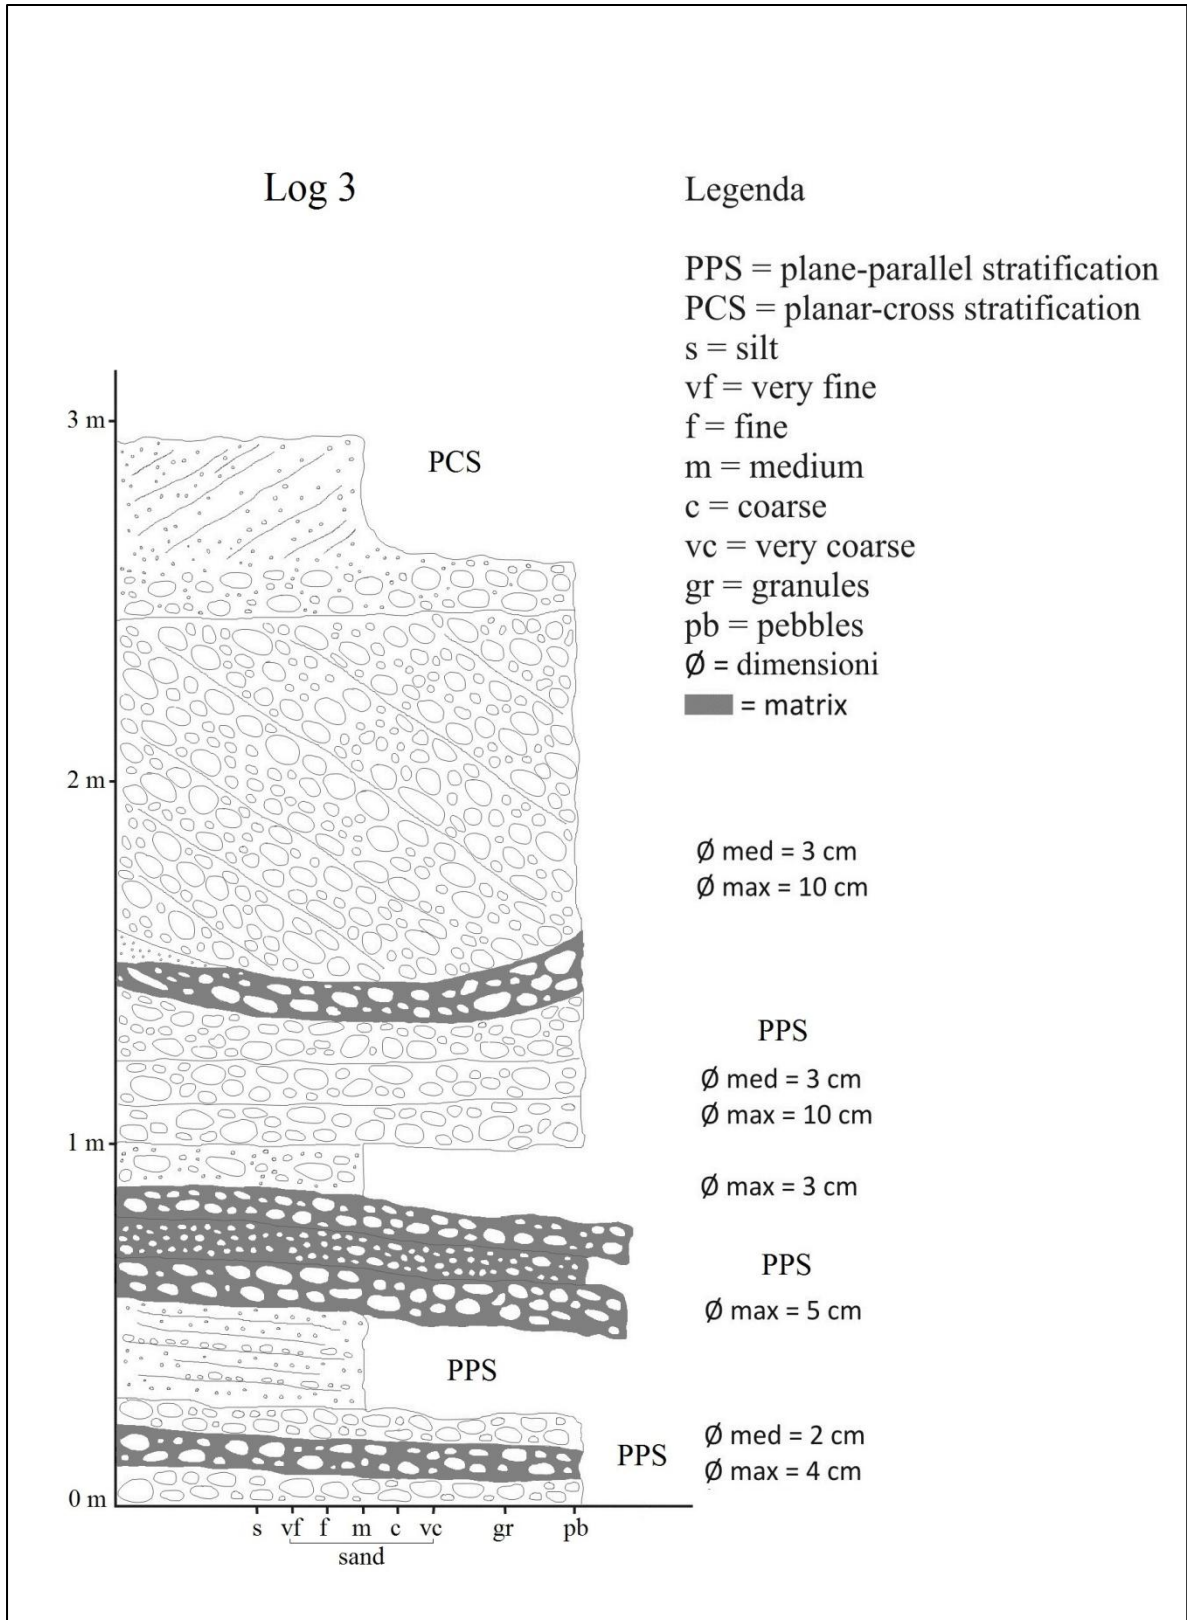 Log 3
Legenda
PPS = plane-parallel stratification
PCS = planar-cross stratification
s = silt
vf = very fine
f = fine
m = medium
c = coarse
vc = very coarse
gr = granules
pb = pebbles
Ø = dimensioni
= matrix
3 m
PCS
2 m
Ø med = 3 cm
Ø max = 10 cm
PPS
Ø med = 3 cm
Ø max = 10 cm
1 m
Ø max = 3 cm
PPS
Ø max = 5 cm
PPS
PPS
Ø med = 2 cm
Ø max = 4 cm
0 m
s vf f m c vc gr pb
sand